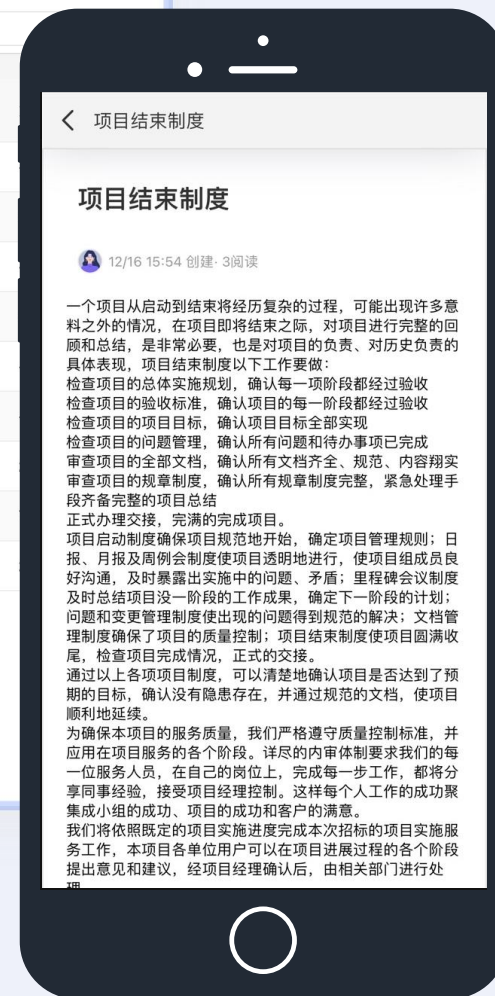 项目结束制度
项目结束制度
12/16 15:54 创建· 3阅读
一个项目从启动到结束将经历复杂的过程，可能出现许多意
料之外的情况，在项目即将结束之际，对项目进行完整的回
顾和总结，是非常必要，也是对项目的负责、对历史负责的
具体表现，项目结束制度以下工作要做：
检查项目的总体实施规划，确认每一项阶段都经过验收
检查项目的验收标准，确认项目的每一阶段都经过验收
检查项目的项目目标，确认项目目标全部实现
检查项目的问题管理，确认所有问题和待办事项已完成
审查项目的全部文档，确认所有文档齐全、规范、内容翔实
审查项目的规章制度，确认所有规章制度完整，紧急处理手
段齐备完整的项目总结
正式办理交接，完满的完成项目。
项目启动制度确保项目规范地开始，确定项目管理规则；日
报、月报及周例会制度使项目透明地进行，使项目组成员良
好沟通，及时暴露出实施中的问题、矛盾；里程碑会议制度
及时总结项目没一阶段的工作成果，确定下一阶段的计划；
问题和变更管理制度使出现的问题得到规范的解决；文档管
理制度确保了项目的质量控制；项目结束制度使项目圆满收
尾，检查项目完成情况，正式的交接。
通过以上各项项目制度，可以清楚地确认项目是否达到了预
期的目标，确认没有隐患存在，并通过规范的文档，使项目
顺利地延续。
为确保本项目的服务质量，我们严格遵守质量控制标准，并
应用在项目服务的各个阶段。详尽的内审体制要求我们的每
一位服务人员，在自己的岗位上，完成每一步工作，都将分
享同事经验，接受项目经理控制。这样每个人工作的成功聚
集成小组的成功、项目的成功和客户的满意。
我们将依照既定的项目实施进度完成本次招标的项目实施服
务工作，本项目各单位用户可以在项目进展过程的各个阶段
提出意见和建议，经项目经理确认后，由相关部门进行处